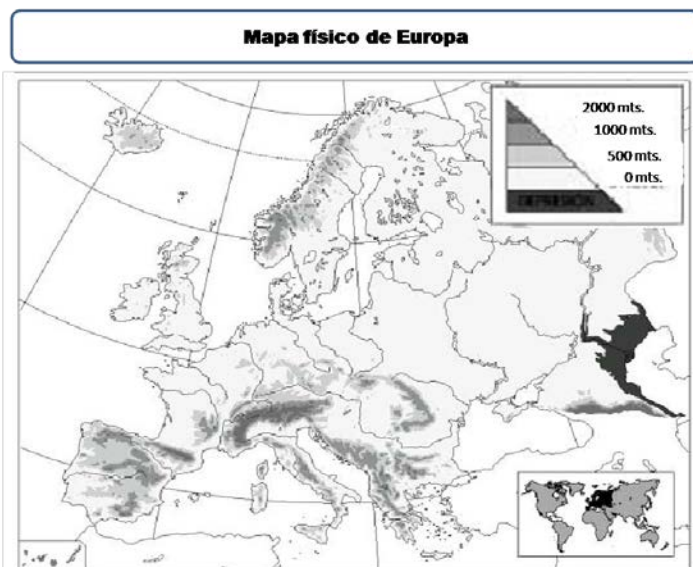 Mapa físico de Europa
2000 mts.
1000 mts.
500 mts.
0 mts.
DEPRESIÓN